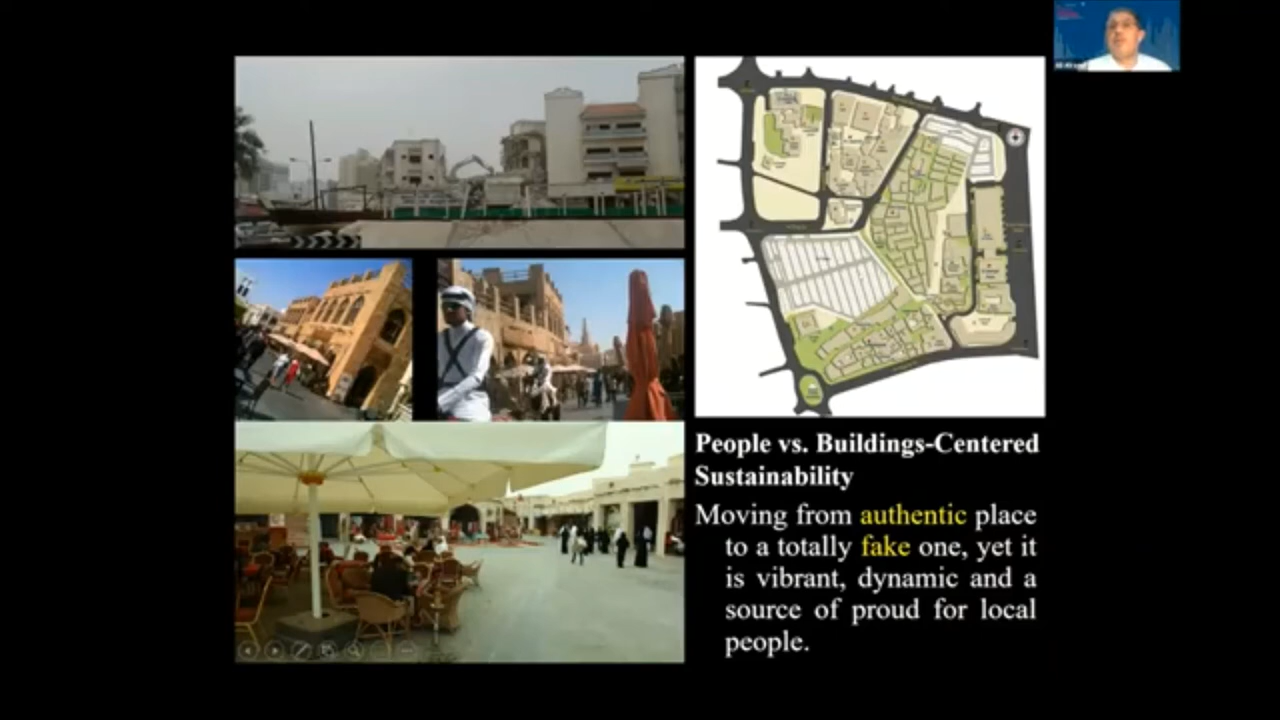 People vs. Buildings-Centered
Sustainability
Moving from authentic place
to a totally fake one, yet it
is vibrant, dynamic and a
source of proud for local
people.